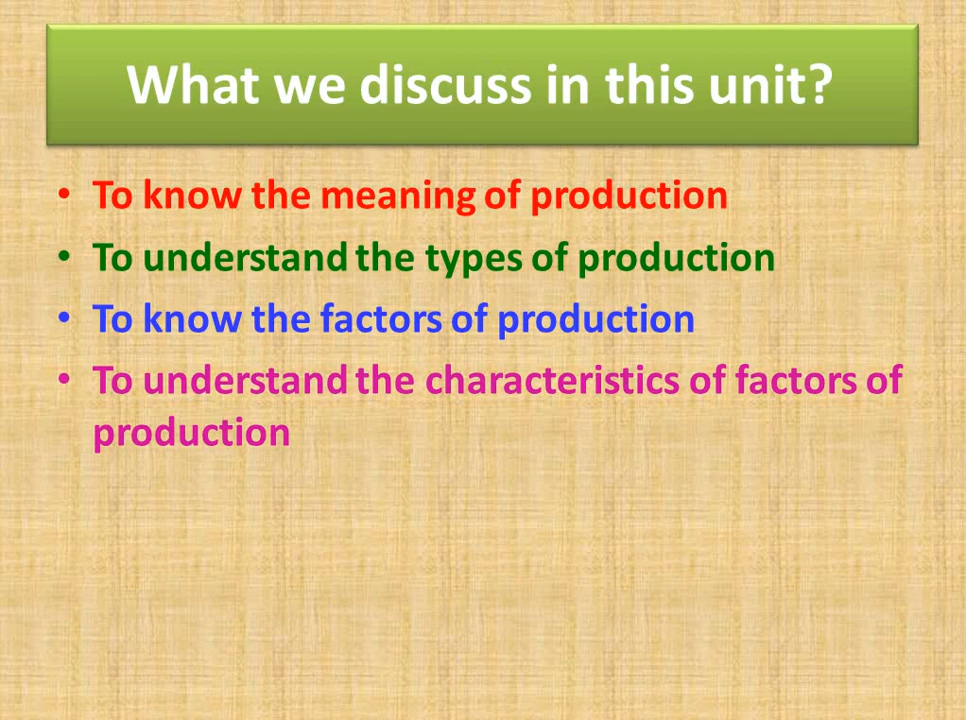 What we discuss in this unit?
• To know the meaning of production
• To understand the types of production
• To know the factors of production
• To understand the characteristics of factors of
production